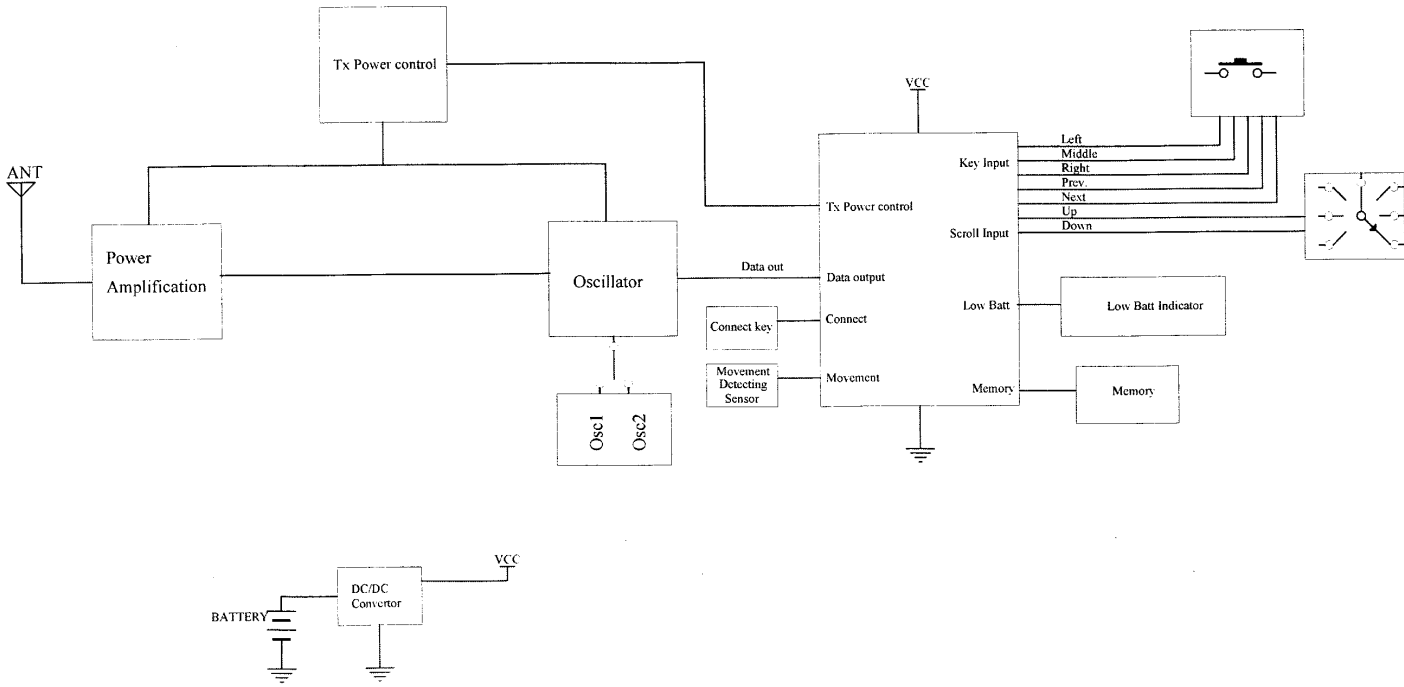 Tx Power control
VCC
ANT
Left
Middle
Right
Prev.
Next
Up
Down
Key Input
Tx Power control
Scroll Input
Power
Amplification
Oscillator
Data out
Data output
Connect key
Connect
Low Batt
Low Batt Indicator
Movement
Detecting
Sensor
Movement
Memory
Memory
Osc1
Osc2
VCC
DC/DC
Convertor
BATTERY